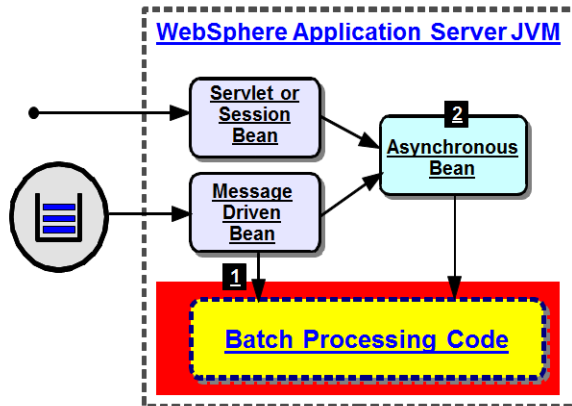 WebSphere Application Server JVM
Servlet or
Session
Bean
2
Asynchronous
Bean
Message
Driven
Bean
1
Batch Processing Code